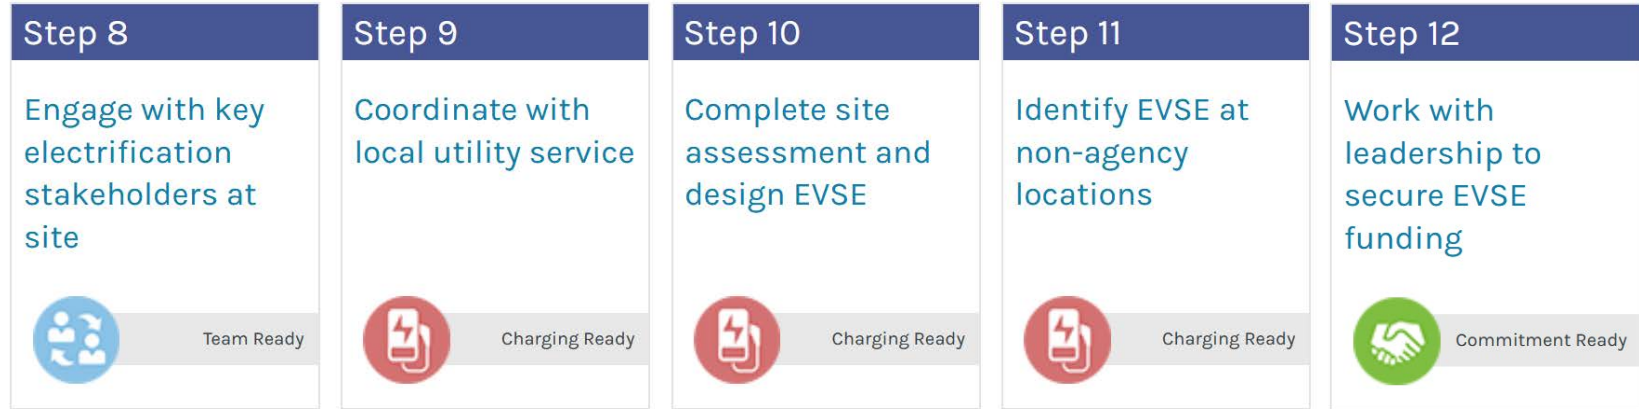 Step 8
Engage with key
electrification
stakeholders at
site
Team Ready
Step 9
Coordinate with
local utility service
Charging Ready
Step 10
Complete site
assessment and
design EVSE
Charging Ready
Step 11
Identify EVSE at
non-agency
locations
Charging Ready
Step 12
Work with
leadership to
secure EVSE
funding
Commitment Ready